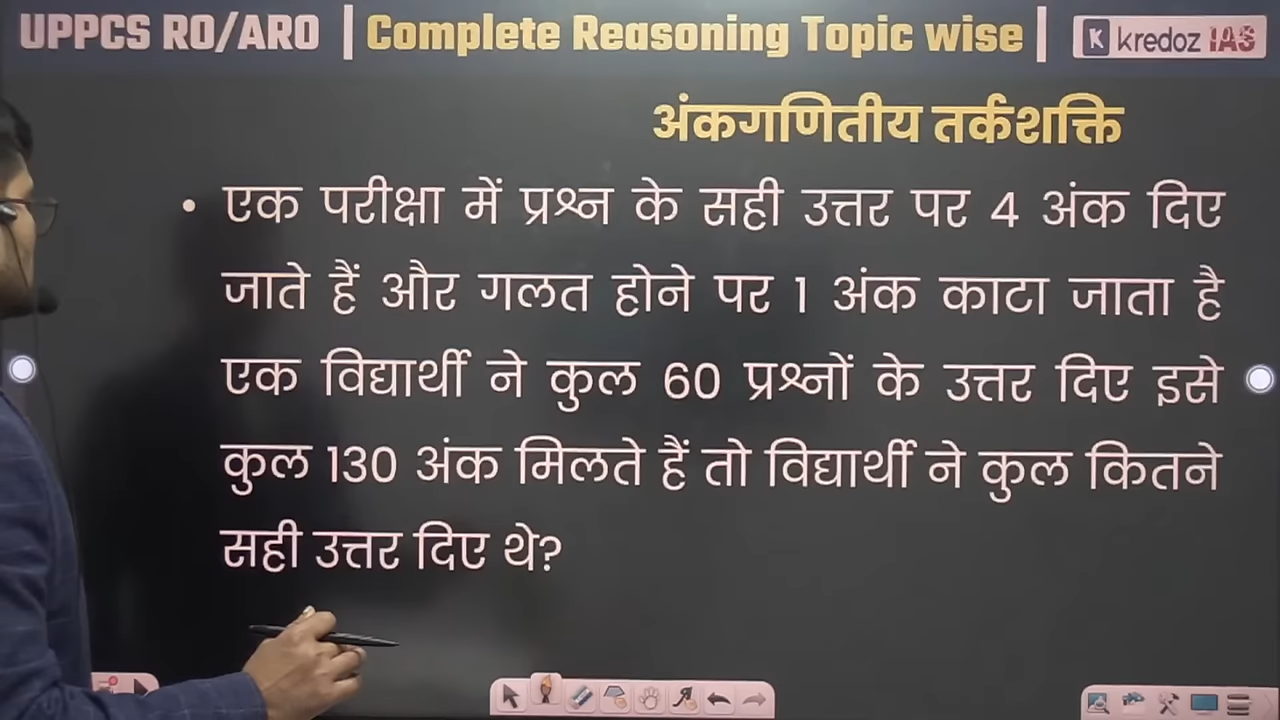 UPPCS RO/ARO | Complete Reasoning Topic wise | K kredoz IAS
अंकगणितीय तर्कशक्ति
• एक परीक्षा में प्रश्न के सही उत्तर पर 4 अंक दिए
जाते हैं और गलत होने पर 1 अंक काटा जाता है
एक विद्यार्थी ने कुल 60 प्रश्नों के उत्तर दिए इसे
कुल 130 अंक मिलते हैं तो विद्यार्थी ने कुल कितने
सही उत्तर दिए थे?